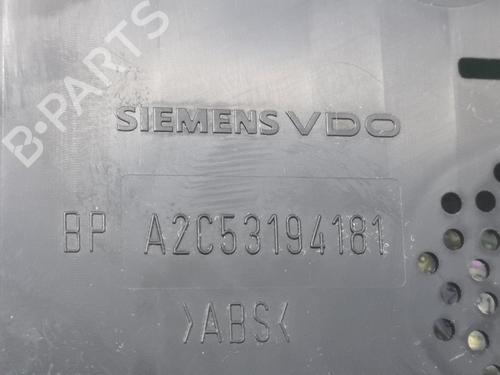 B-PARTS
SIEMENS VDO
BP A2C53194181
>ABS<